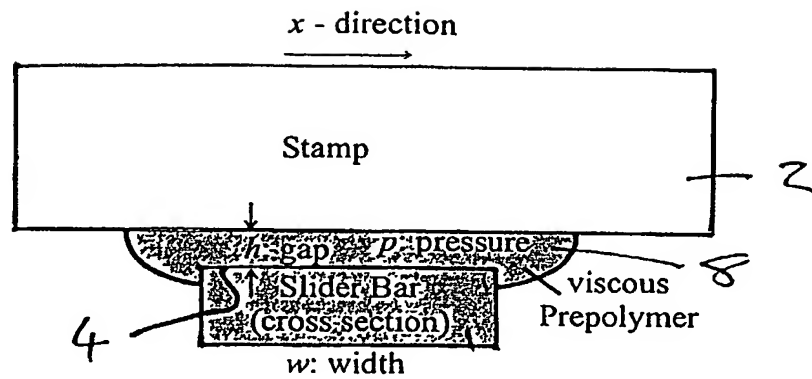 x - direction
Stamp
2
h: gap p: pressure
8
Slider Bar
viscous
(cross section)
Prepolymer
4
w: width